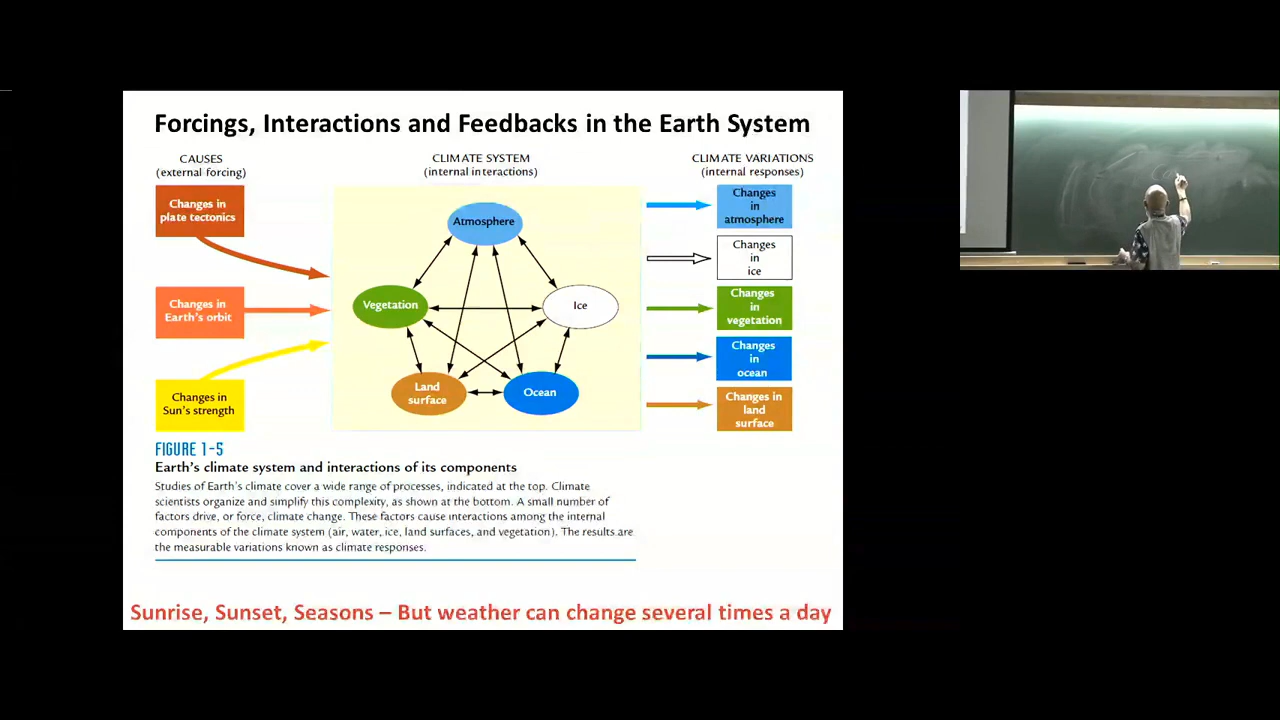 Forcings, Interactions and Feedbacks in the Earth System
CAUSES
(external forcing)
CLIMATE SYSTEM
(internal interactions)
CLIMATE VARIATIONS
(internal responses)
Changes in
plate tectonics
Changes in
Earth's orbit
Changes in
Sun's strength
Atmosphere
Vegetation
Ice
Land
surface
Ocean
Changes
in
atmosphere
Changes
in
ice
Changes
in
vegetation
Changes
in
ocean
Changes in
land
surface
FIGURE 1-5
Earth's climate system and interactions of its components
Studies of Earth's climate cover a wide range of processes, indicated at the top. Climate
scientists organize and simplify this complexity, as shown at the bottom. A small number of
factors drive, or force, climate change. These factors cause interactions among the internal
components of the climate system (air, water, ice, land surfaces, and vegetation). The results are
the measurable variations known as climate responses.
Sunrise, Sunset, Seasons – But weather can change several times a day